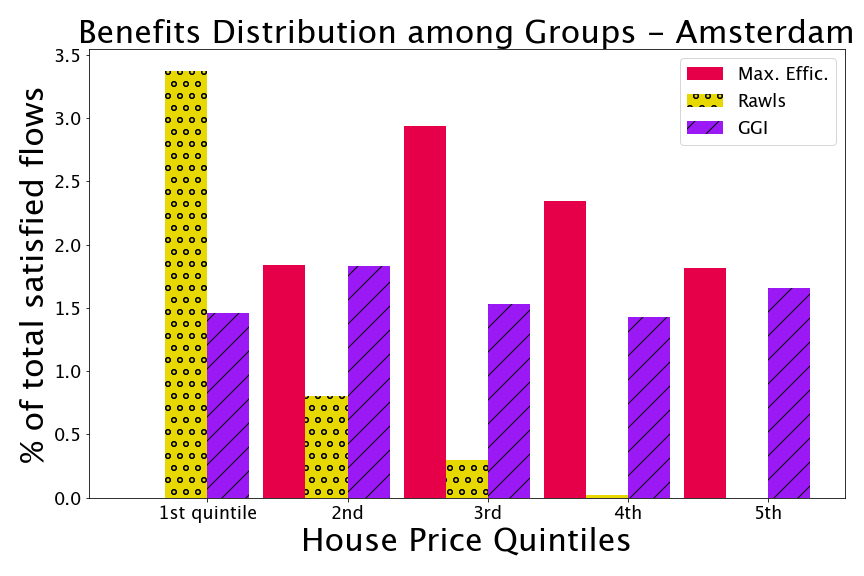 Benefits Distribution among Groups - Amsterdam
% of total satisfied flows
3.5
3.0
2.5
2.0
1.5
1.0
0.5
0.0
Max. Effic.
Rawls
GGI
1st quintile 2nd 3rd 4th 5th
House Price Quintiles